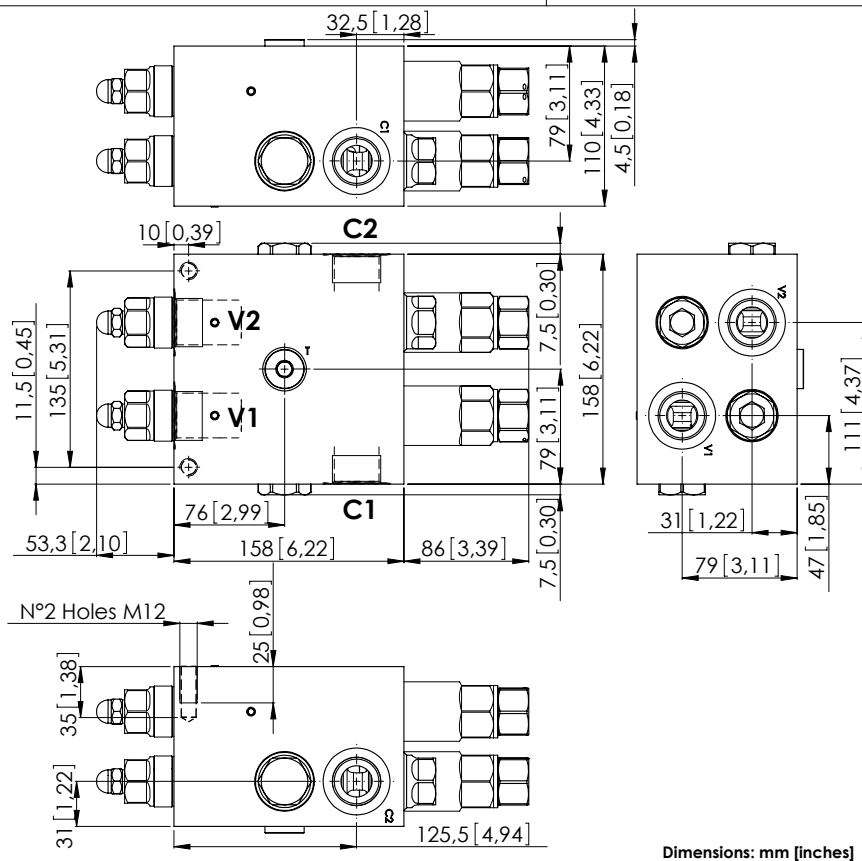 32,5 [1,28]
79 [3,11]
110 [4,33]
4,5 [0,18]
C1
10 [0,39]
C2
V2
V2
T
11,5 [0,45]
135 [5,31]
7,5 [0,30]
158 [6,22]
111 [4,37]
V1
V1
79 [3,11]
C1
76 [2,99]
31 [1,22]
53,3 [2,10]
158 [6,22]
86 [3,39]
7,5 [0,30]
79 [3,11]
47 [1,85]
N°2 Holes M12
25 [0,98]
35 [1,38]
C2
31 [1,22]
125,5 [4,94]
Dimensions: mm [inches]